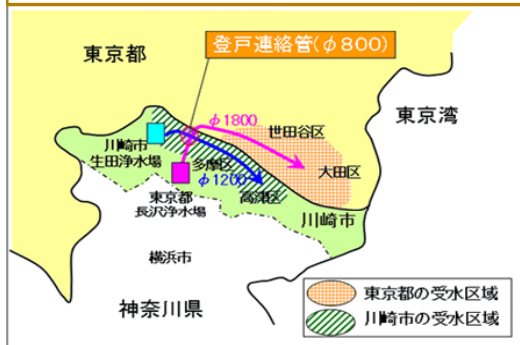 登戸連絡管(φ800)
東京都
φ1800
世田谷区
東京湾
川崎市
生田浄水場
多摩区
大田区
φ1200
高津区
東京都
長沢浄水場
川崎市
横浜市
神奈川県
東京都の受水区域
川崎市の受水区域